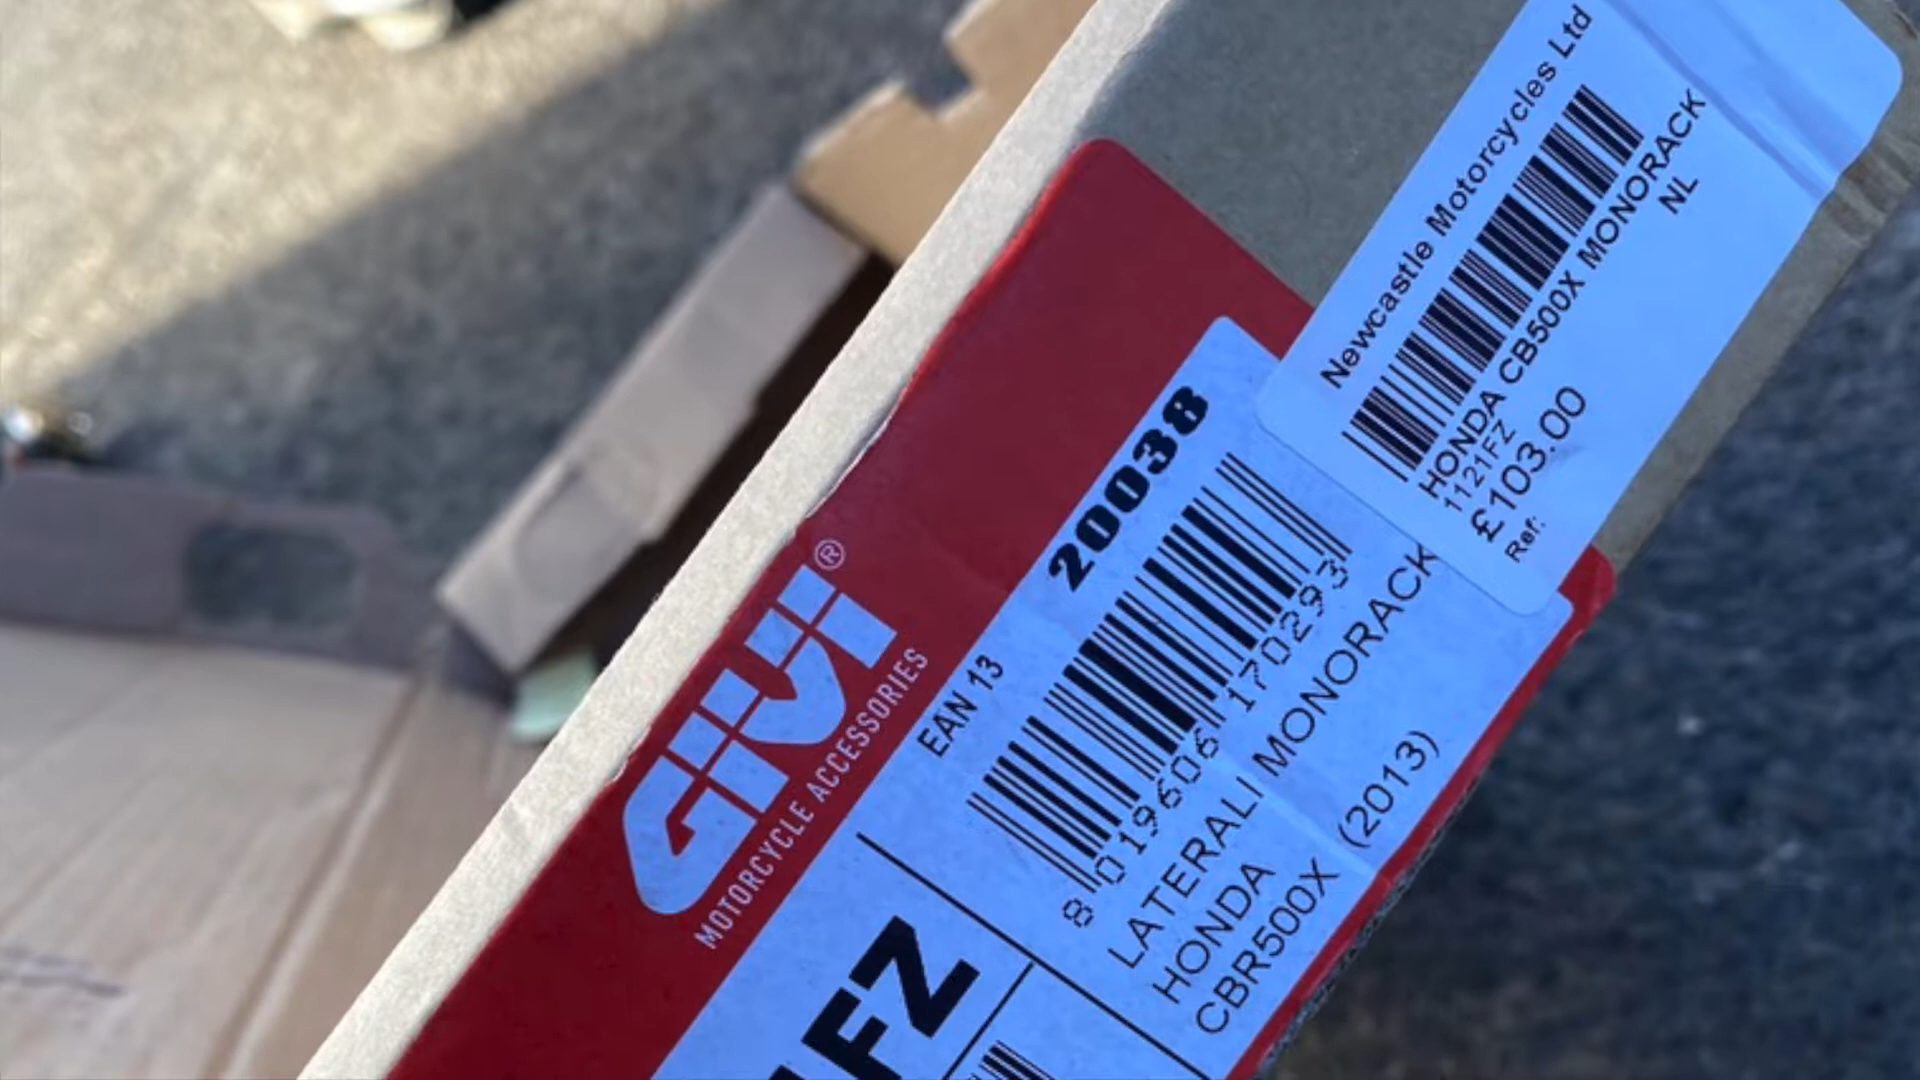 Newcastle Motorcycles Ltd
HONDA CB500X MONORACK
NL
1121FZ
£103.00
Ref:
GIVI®
MOTORCYCLE ACCESSORIES
20038
EAN 13
8 019606 170293
LATERALI MONORACK
HONDA
CBR500X (2013)
1FZ